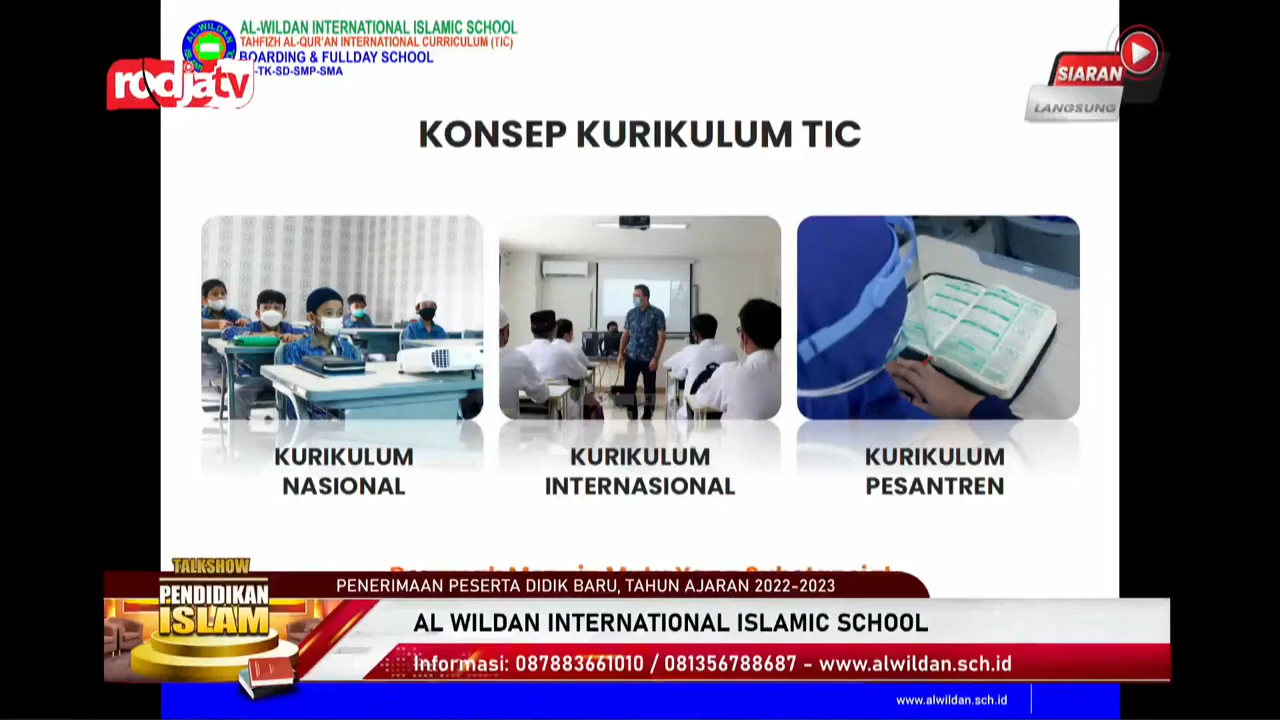 AL-WILDAN INTERNATIONAL ISLAMIC SCHOOL
TAHFIZH AL-QUR'AN INTERNATIONAL CURRICULUM (TIC)
BOARDING & FULLDAY SCHOOL
-TK-SD-SMP-SMA
rodjatv
SIARAN
LANGSUNG
KONSEP KURIKULUM TIC
KURIKULUM
NASIONAL
KURIKULUM
INTERNASIONAL
KURIKULUM
PESANTREN
TALKSHOW
PENDIDIKAN
ISLAM
PENERIMAAN PESERTA DIDIK BARU, TAHUN AJARAN 2022-2023
AL WILDAN INTERNATIONAL ISLAMIC SCHOOL
Informasi: 087883661010 / 081356788687 - www.alwildan.sch.id
www.alwildan.sch.id